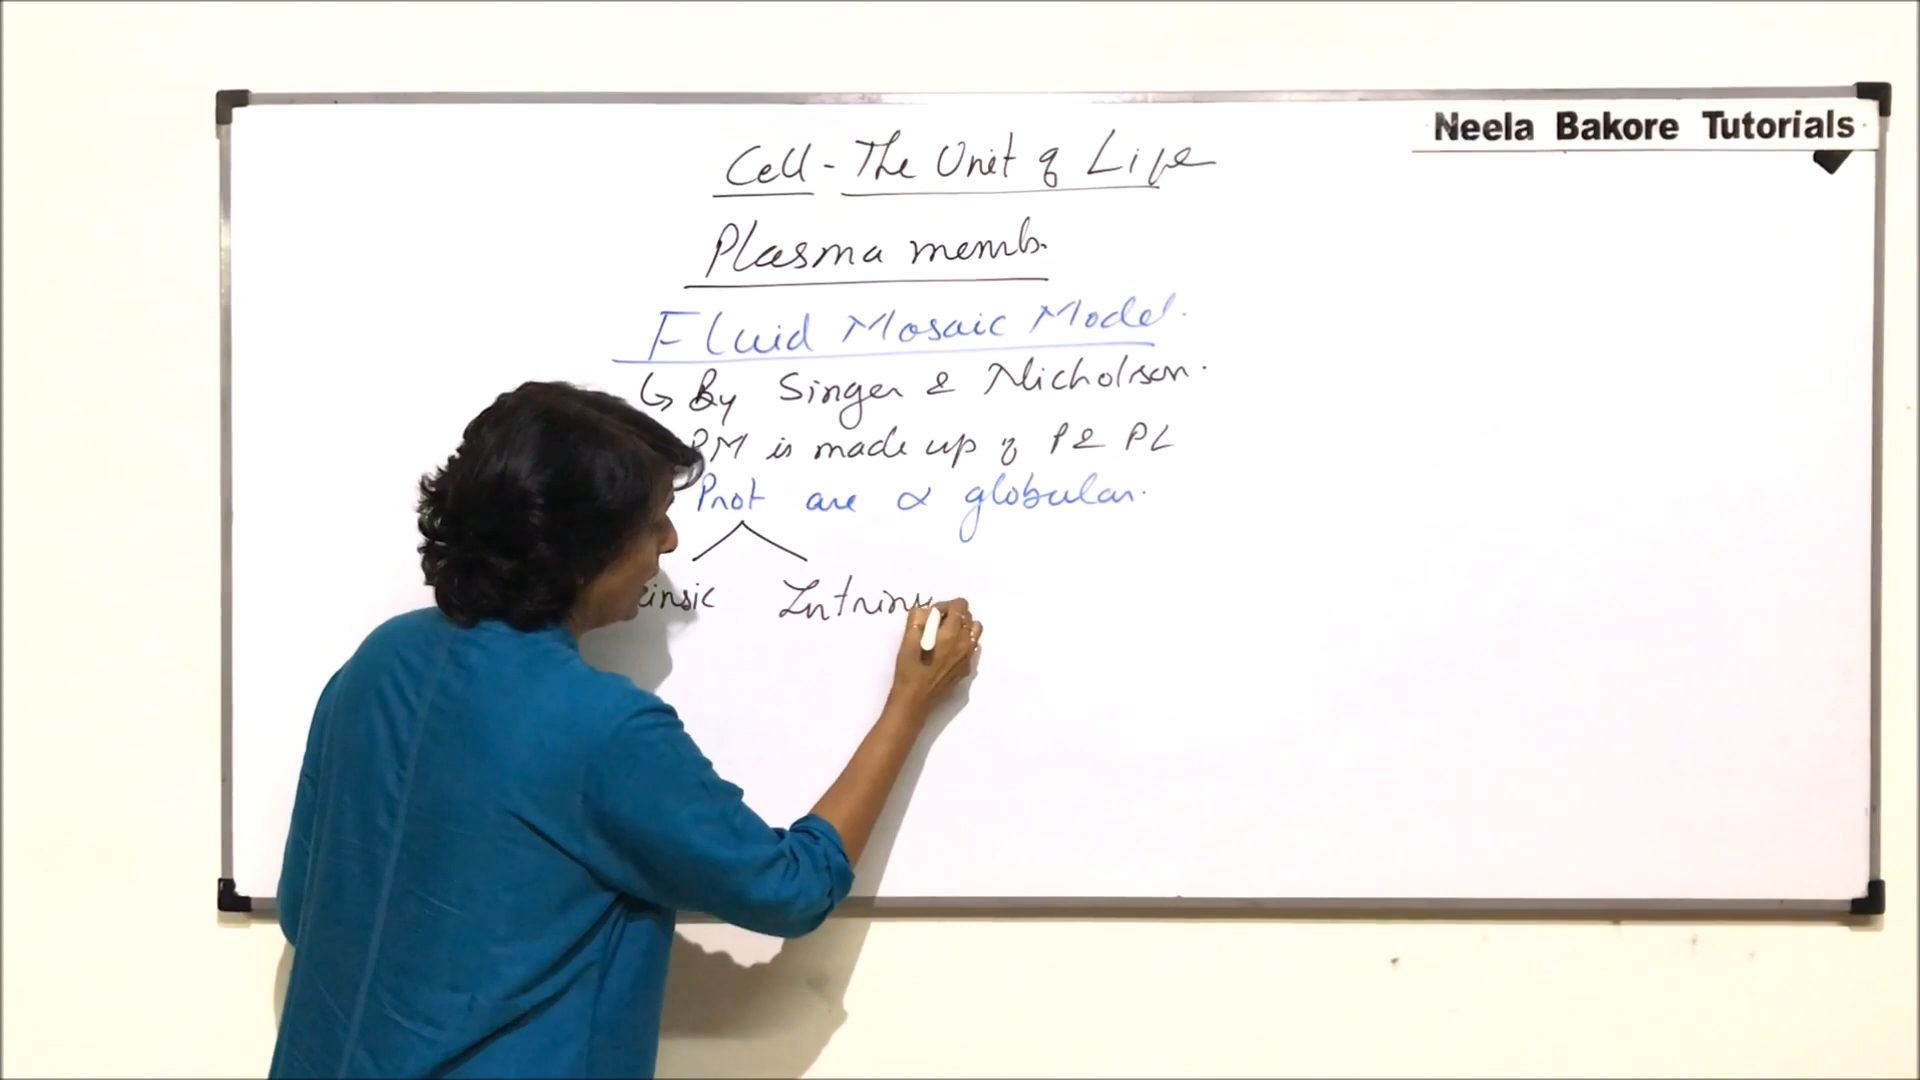 Neela Bakore Tutorials
Cell - The Unit of Life
Plasma memb.
Fluid Mosaic Model.
↳ By Singer & Nicholson.
PM is made up of P & PL
Prot are α globular.
insic Intrins